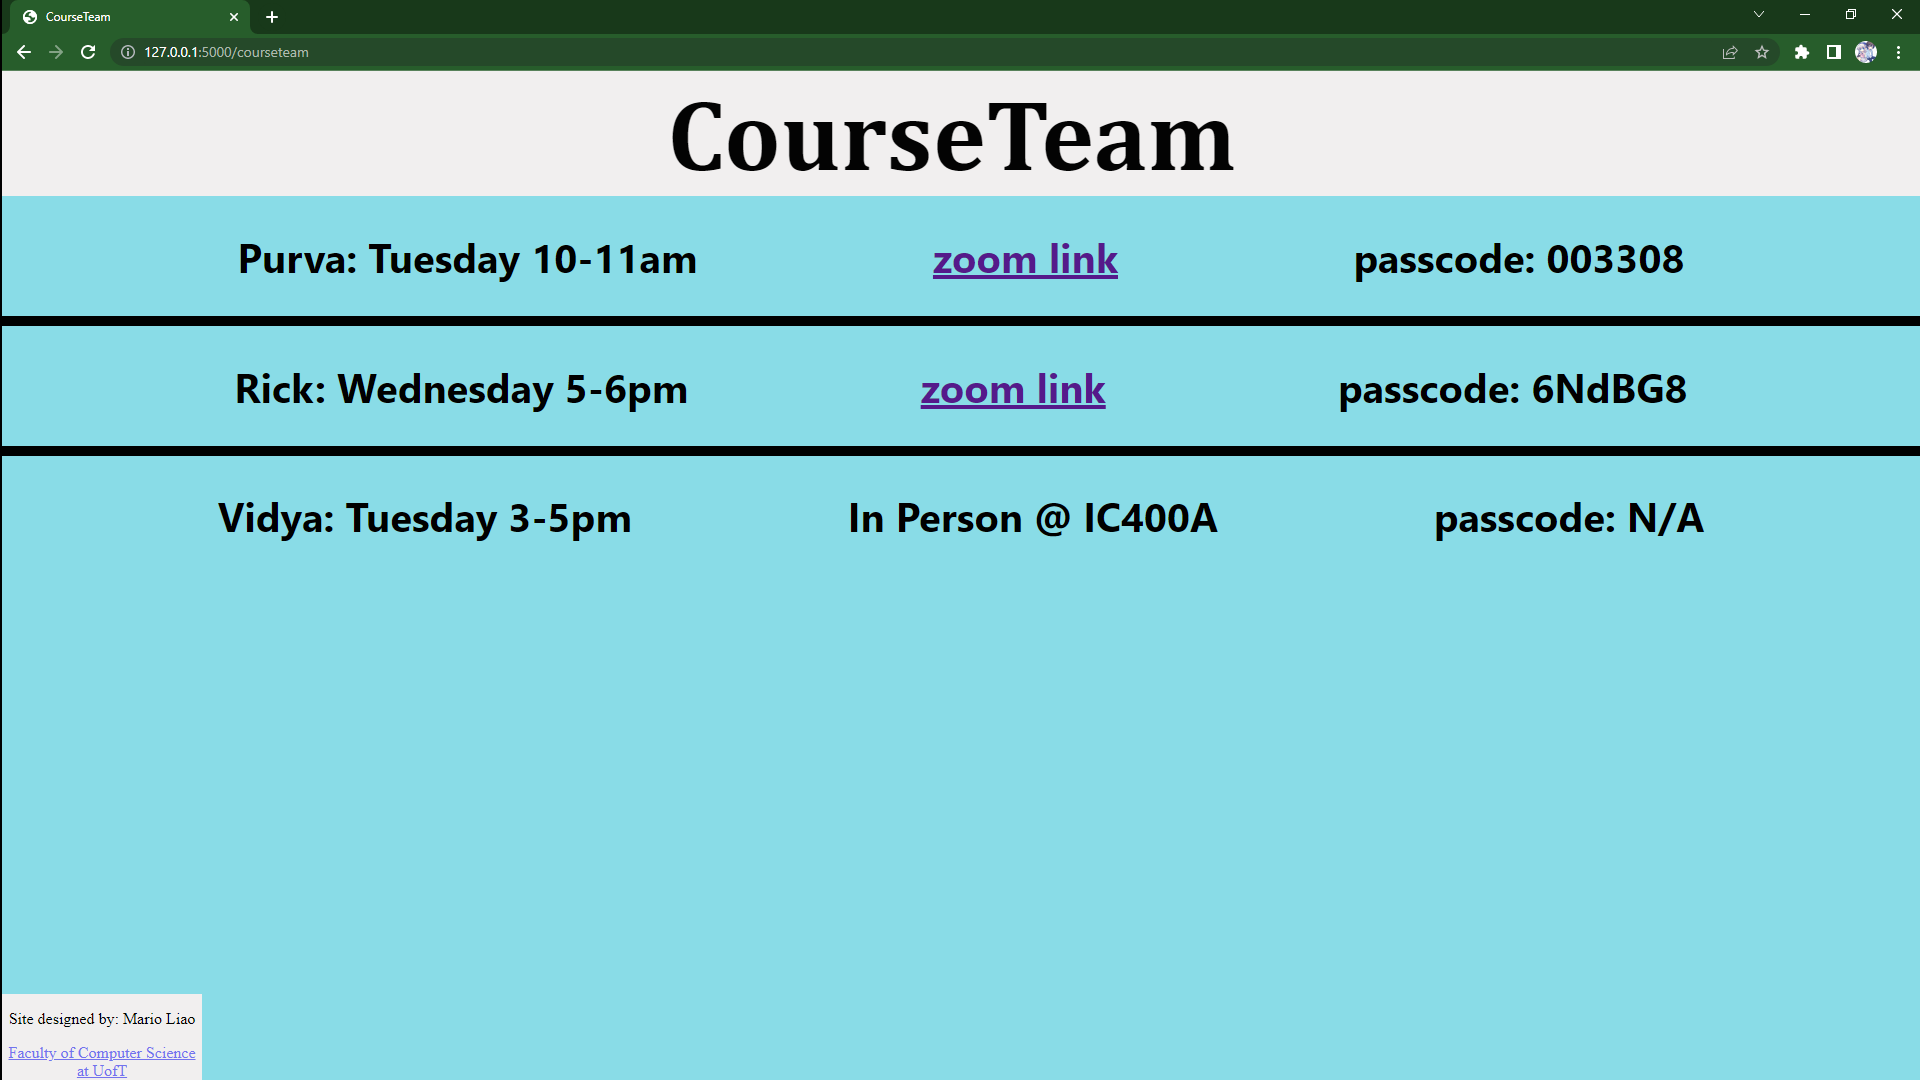 CourseTeam
127.0.0.1:5000/courseteam
CourseTeam
Purva: Tuesday 10-11am zoom link passcode: 003308
Rick: Wednesday 5-6pm zoom link passcode: 6NdBG8
Vidya: Tuesday 3-5pm In Person @ IC400A passcode: N/A
Site designed by: Mario Liao
Faculty of Computer Science
at UofT